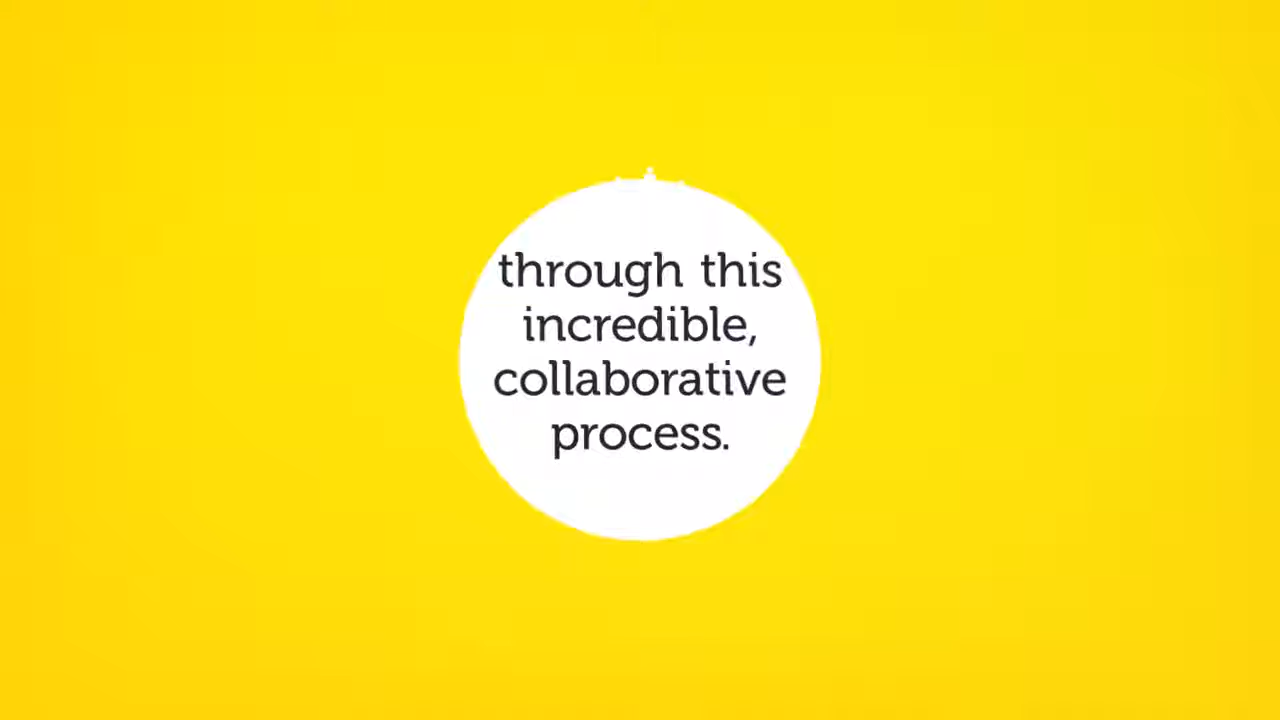 through this
incredible,
collaborative
process.